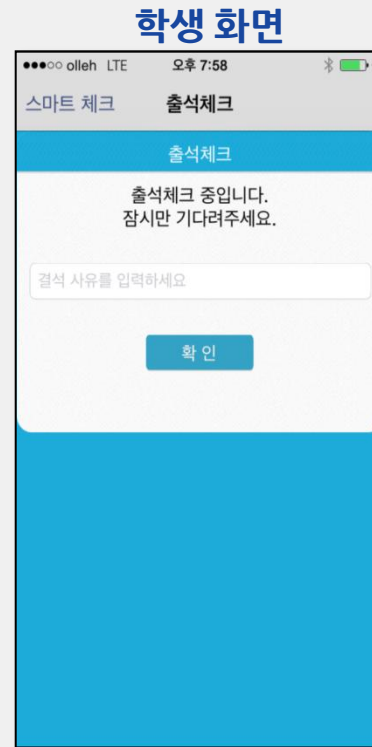 학생 화면
olleh LTE 오후 7:58
스마트 체크 출석체크
출석체크
출석체크 중입니다.
잠시만 기다려주세요.
결석 사유를 입력하세요
확 인